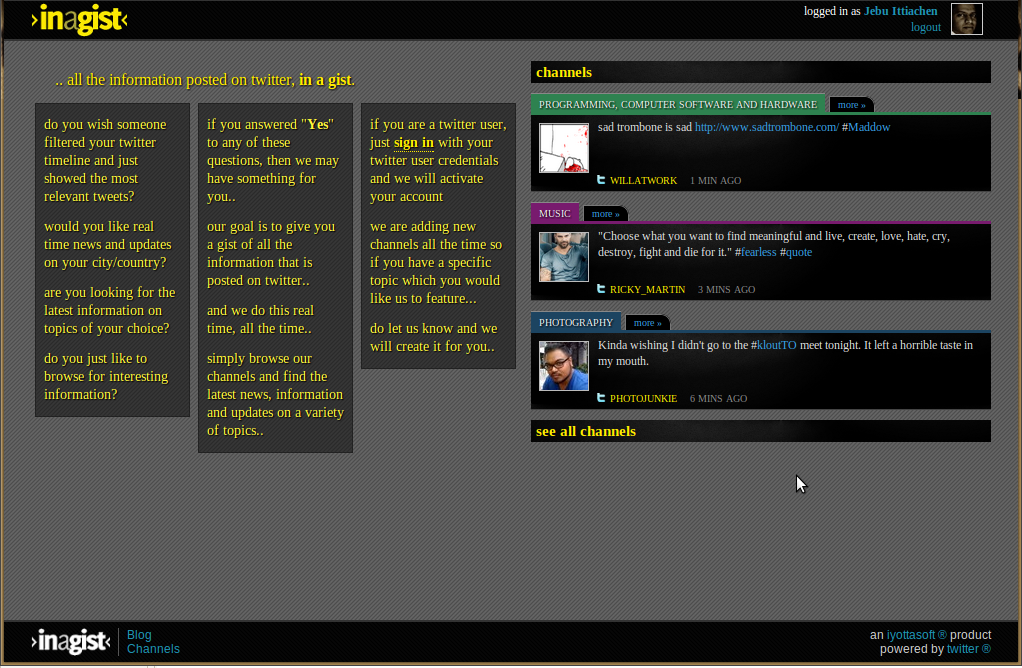 ›inagist‹
logged in as Jebu Ittiachen
logout
.. all the information posted on twitter, in a gist.
do you wish someone
filtered your twitter
timeline and just
showed the most
relevant tweets?
would you like real
time news and updates
on your city/country?
are you looking for the
latest information on
topics of your choice?
do you just like to
browse for interesting
information?
if you answered "Yes"
to any of these
questions, then we may
have something for
you..
our goal is to give you
a gist of all the
information that is
posted on twitter..
and we do this real
time, all the time..
simply browse our
channels and find the
latest news, information
and updates on a variety
of topics..
if you are a twitter user,
just sign in with your
twitter user credentials
and we will activate
your account
we are adding new
channels all the time so
if you have a specific
topic which you would
like us to feature...
do let us know and we
will create it for you..
channels
PROGRAMMING, COMPUTER SOFTWARE AND HARDWARE more »
sad trombone is sad http://www.sadtrombone.com/ #Maddow
WILLATWORK 1 MIN AGO
MUSIC more »
"Choose what you want to find meaningful and live, create, love, hate, cry,
destroy, fight and die for it." #fearless #quote
RICKY_MARTIN 3 MINS AGO
PHOTOGRAPHY more »
Kinda wishing I didn't go to the #kloutTO meet tonight. It left a horrible taste in
my mouth.
PHOTOJUNKIE 6 MINS AGO
see all channels
›inagist‹
Blog
Channels
an iyottasoft ® product
powered by twitter ®